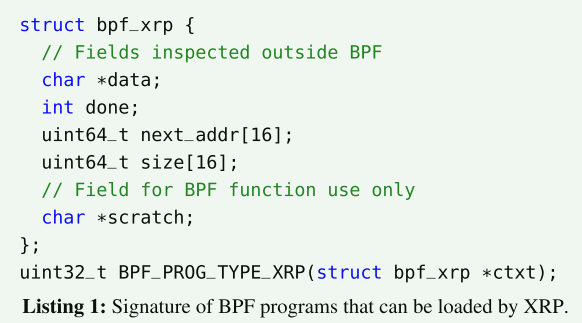 struct bpf_xrp {
  // Fields inspected outside BPF
  char *data;
  int done;
  uint64_t next_addr[16];
  uint64_t size[16];
  // Field for BPF function use only
  char *scratch;
};
uint32_t BPF_PROG_TYPE_XRP(struct bpf_xrp *ctxt);
Listing 1: Signature of BPF programs that can be loaded by XRP.